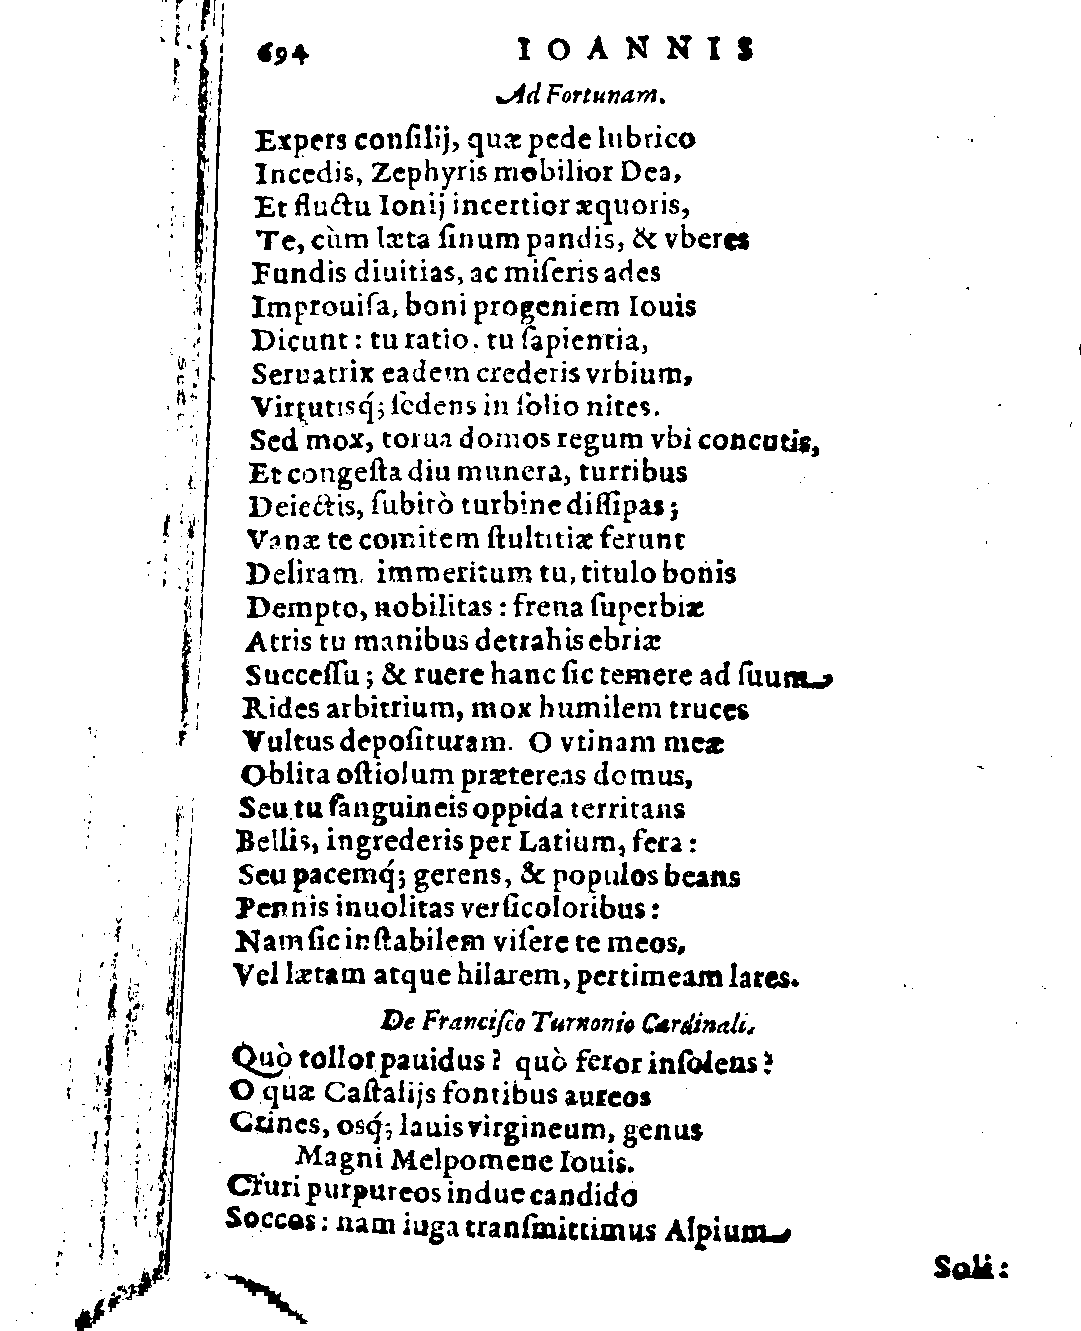 694 IOANNIS
Ad Fortunam.
Expers conſilij, quæ pede lubrico
Incedis, Zephyris mobilior Dea,
Et fluctu Ionij incertior æquoris,
Te, cùm læta ſinum pandis, & vberes
Fundis diuitias, ac miſeris ades
Improuiſa, boni progeniem Iouis
Dicunt: tu ratio. tu ſapientia,
Seruatrix eadem crederis vrbium,
Virtutisq́; ſedens in ſolio nites.
Sed mox, torua domos regum vbi concutis,
Et congeſta diu munera, turribus
Deiectis, ſubitò turbine diſſipas;
Vanæ te comitem ſtultitiæ ferunt
Deliram. immeritum tu, titulo bonis
Dempto, nobilitas: frena ſuperbiæ
Atris tu manibus detrahis ebriæ
Succeſſu; & ruere hanc ſic temere ad ſuum
Rides arbitrium, mox humilem truces
Vultus depoſituram. O vtinam meæ
Oblita oſtiolum prætereas domus,
Seu tu ſanguineis oppida territans
Bellis, ingrederis per Latium, fera:
Seu pacemq́; gerens, & populos beans
Pennis inuolitas verſicoloribus:
Nam ſic inſtabilem viſere te meos,
Vel lætam atque hilarem, pertimeam lares.
De Franciſco Turnonio Cardinali.
Quò tollor pauidus? quò feror inſolens?
O quæ Caſtalijs fontibus aureos
Crines, osq́; lauis virgineum, genus
Magni Melpomene Iouis.
Cruri purpureos indue candido
Soccos: nam iuga tranſmittimus Alpium
Soli: